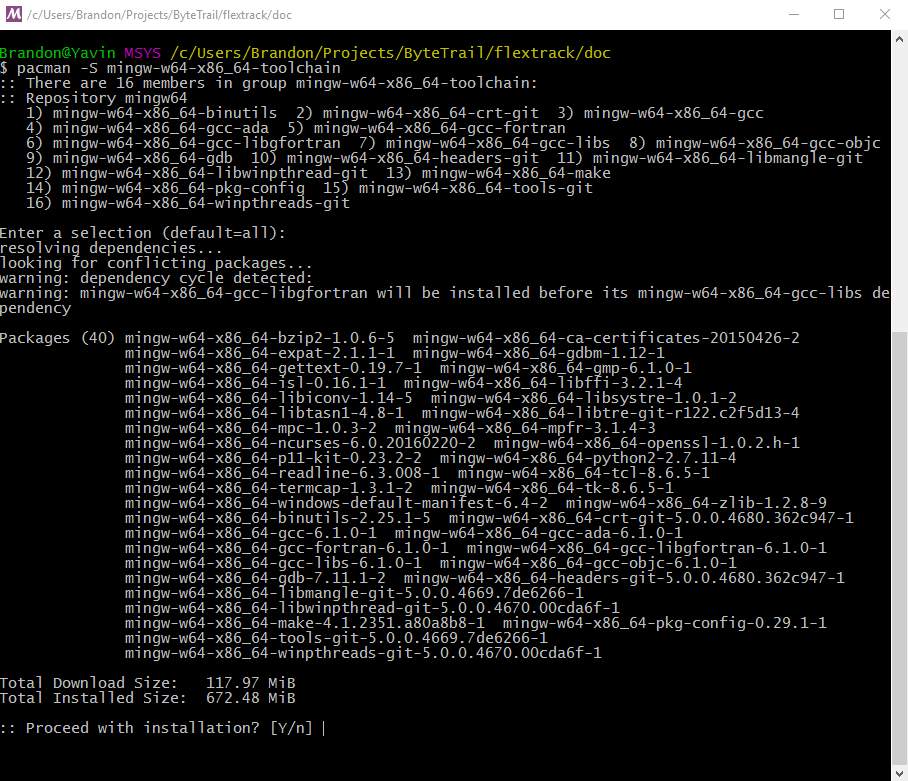 /c/Users/Brandon/Projects/ByteTrail/flextrack/doc
Brandon@Yavin MSYS /c/Users/Brandon/Projects/ByteTrail/flextrack/doc
$ pacman -S mingw-w64-x86_64-toolchain
:: There are 16 members in group mingw-w64-x86_64-toolchain:
:: Repository mingw64
1) mingw-w64-x86_64-binutils  2) mingw-w64-x86_64-crt-git  3) mingw-w64-x86_64-gcc
4) mingw-w64-x86_64-gcc-ada  5) mingw-w64-x86_64-gcc-fortran
6) mingw-w64-x86_64-gcc-libgfortran  7) mingw-w64-x86_64-gcc-libs  8) mingw-w64-x86_64-gcc-objc
9) mingw-w64-x86_64-gdb  10) mingw-w64-x86_64-headers-git  11) mingw-w64-x86_64-libmangle-git
12) mingw-w64-x86_64-libwinpthread-git  13) mingw-w64-x86_64-make
14) mingw-w64-x86_64-pkg-config  15) mingw-w64-x86_64-tools-git
16) mingw-w64-x86_64-winpthreads-git
Enter a selection (default=all):
resolving dependencies...
looking for conflicting packages...
warning: dependency cycle detected:
warning: mingw-w64-x86_64-gcc-libgfortran will be installed before its mingw-w64-x86_64-gcc-libs de
pendency
Packages (40) mingw-w64-x86_64-bzip2-1.0.6-5  mingw-w64-x86_64-ca-certificates-20150426-2
mingw-w64-x86_64-expat-2.1.1-1  mingw-w64-x86_64-gdbm-1.12-1
mingw-w64-x86_64-gettext-0.19.7-1  mingw-w64-x86_64-gmp-6.1.0-1
mingw-w64-x86_64-isl-0.16.1-1  mingw-w64-x86_64-libffi-3.2.1-4
mingw-w64-x86_64-libiconv-1.14-5  mingw-w64-x86_64-libsystre-1.0.1-2
mingw-w64-x86_64-libtasn1-4.8-1  mingw-w64-x86_64-libtre-git-r122.c2f5d13-4
mingw-w64-x86_64-mpc-1.0.3-2  mingw-w64-x86_64-mpfr-3.1.4-3
mingw-w64-x86_64-ncurses-6.0.20160220-2  mingw-w64-x86_64-openssl-1.0.2.h-1
mingw-w64-x86_64-p11-kit-0.23.2-2  mingw-w64-x86_64-python2-2.7.11-4
mingw-w64-x86_64-readline-6.3.008-1  mingw-w64-x86_64-tcl-8.6.5-1
mingw-w64-x86_64-termcap-1.3.1-2  mingw-w64-x86_64-tk-8.6.5-1
mingw-w64-x86_64-windows-default-manifest-6.4-2  mingw-w64-x86_64-zlib-1.2.8-9
mingw-w64-x86_64-binutils-2.25.1-5  mingw-w64-x86_64-crt-git-5.0.0.4680.362c947-1
mingw-w64-x86_64-gcc-6.1.0-1  mingw-w64-x86_64-gcc-ada-6.1.0-1
mingw-w64-x86_64-gcc-fortran-6.1.0-1  mingw-w64-x86_64-gcc-libgfortran-6.1.0-1
mingw-w64-x86_64-gcc-libs-6.1.0-1  mingw-w64-x86_64-gcc-objc-6.1.0-1
mingw-w64-x86_64-gdb-7.11.1-2  mingw-w64-x86_64-headers-git-5.0.0.4680.362c947-1
mingw-w64-x86_64-libmangle-git-5.0.0.4669.7de6266-1
mingw-w64-x86_64-libwinpthread-git-5.0.0.4670.00cda6f-1
mingw-w64-x86_64-make-4.1.2351.a80a8b8-1  mingw-w64-x86_64-pkg-config-0.29.1-1
mingw-w64-x86_64-tools-git-5.0.0.4669.7de6266-1
mingw-w64-x86_64-winpthreads-git-5.0.0.4670.00cda6f-1
Total Download Size:   117.97 MiB
Total Installed Size:  672.48 MiB
:: Proceed with installation? [Y/n]